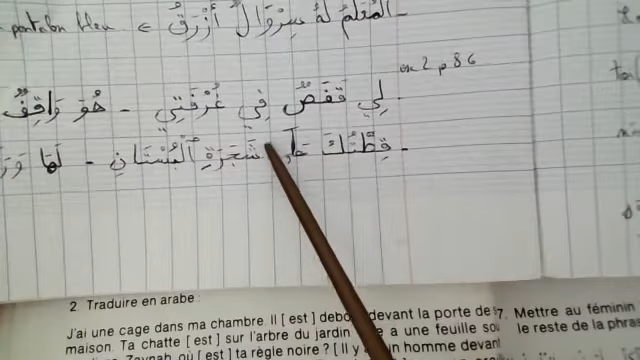 - المُعَلِّمُ لَهُ سِرْوَالٌ أَزْرَقُ ← pantalon bleu
ex 2 p 86
- لِي قَفَصٌ فِي غُرْفَتِي - هُوَ وَاقِفٌ
- قِطَّتُكَ عَلَى شَجَرَةِ الْبُسْتَانِ - لَهَا
2. Traduire en arabe :
J'ai une cage dans ma chambre Il [est] debo devant la porte de
maison. Ta chatte [est] sur l'arbre du jardin a une feuille sou
où [est] ta règle noire ? [Il y a un homme devant
7. Mettre au féminin
le reste de la phras